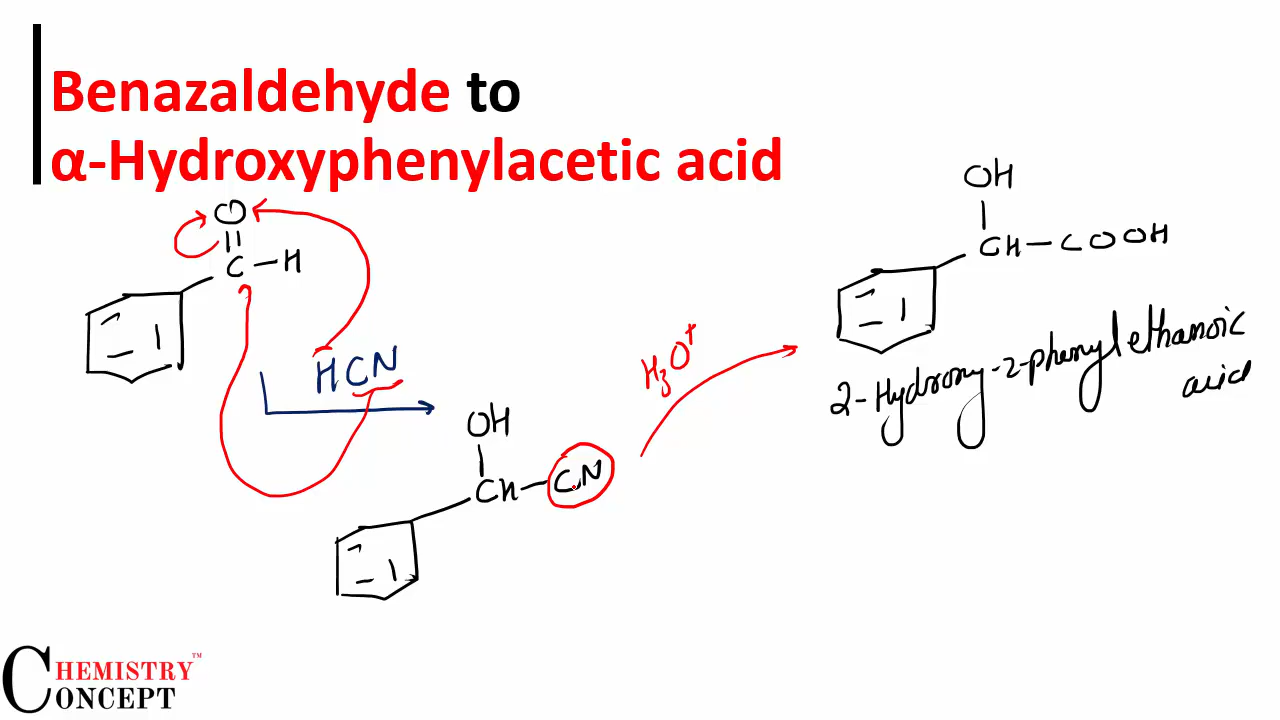 Benazaldehyde to
α-Hydroxyphenylacetic acid
O
C-H
HCN
OH
CH-CN
H3O+
OH
CH-COOH
2-Hydroxy-2-phenylethanoic
acid
CHEMISTRY™
CONCEPT